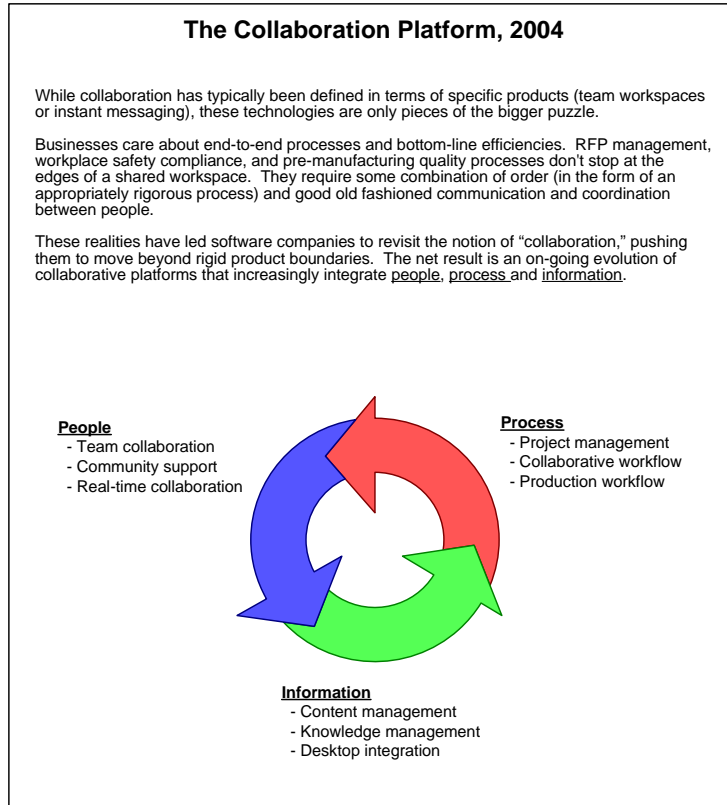 The Collaboration Platform, 2004
While collaboration has typically been defined in terms of specific products (team workspaces
or instant messaging), these technologies are only pieces of the bigger puzzle.
Businesses care about end-to-end processes and bottom-line efficiencies.  RFP management,
workplace safety compliance, and pre-manufacturing quality processes don't stop at the
edges of a shared workspace.  They require some combination of order (in the form of an
appropriately rigorous process) and good old fashioned communication and coordination
between people.
These realities have led software companies to revisit the notion of “collaboration,” pushing
them to move beyond rigid product boundaries.  The net result is an on-going evolution of
collaborative platforms that increasingly integrate people, process and information.
People
- Team collaboration
- Community support
- Real-time collaboration
Process
- Project management
- Collaborative workflow
- Production workflow
Information
- Content management
- Knowledge management
- Desktop integration